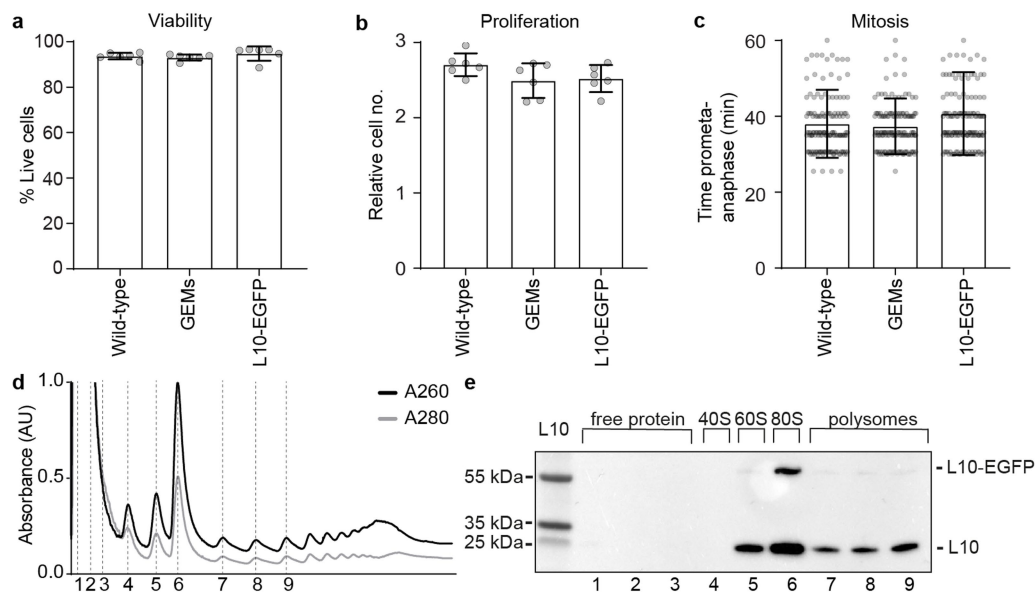 a
Viability
% Live cells
100
80
60
40
20
0
Wild-type
GEMs
L10-EGFP
b
Proliferation
Relative cell no.
3
2
1
0
Wild-type
GEMs
L10-EGFP
c
Mitosis
Time prometa-
anaphase (min)
60
40
20
0
Wild-type
GEMs
L10-EGFP
d
Absorbance (AU)
1.0
0.5
0.0
A260
A280
1 2 3 4 5 6 7 8 9
e
L10
free protein 40S 60S 80S polysomes
55 kDa
35 kDa
25 kDa
L10-EGFP
L10
1 2 3 4 5 6 7 8 9